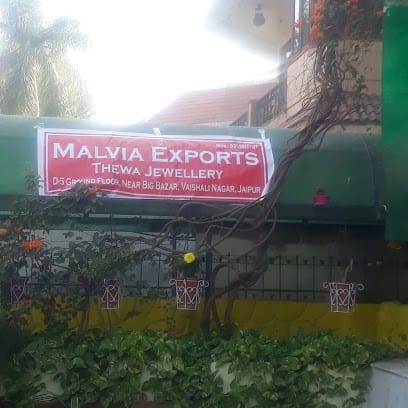 MALVIA EXPORTS
THEWA JEWELLERY
D-5 GROUND FLOOR, NEAR BIG BAZAR, VAISHALI NAGAR, JAIPUR